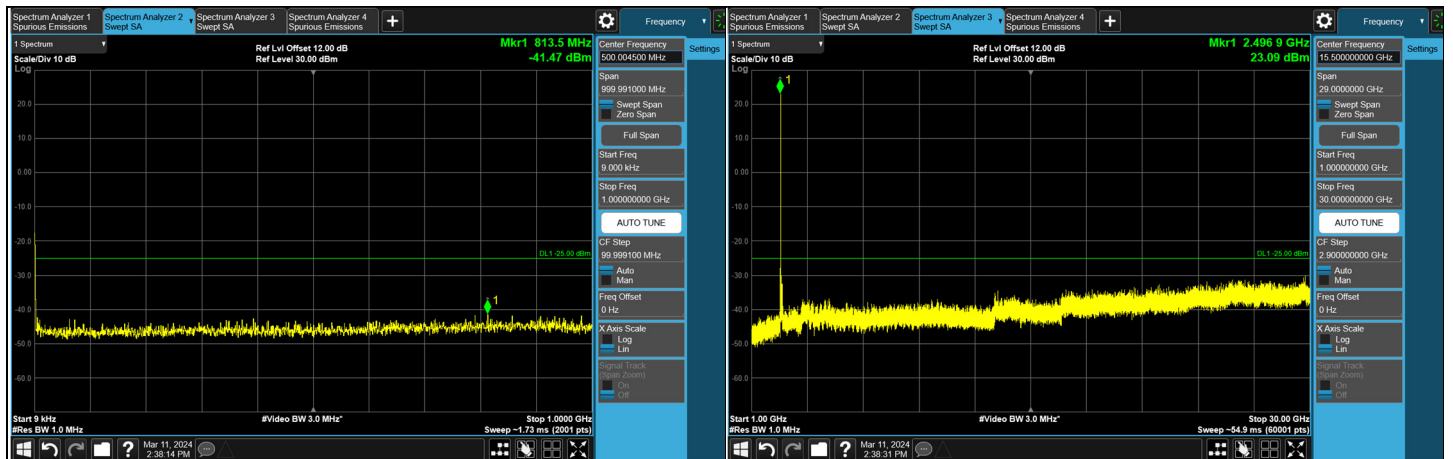 Spectrum Analyzer 1
Spurious Emissions
Spectrum Analyzer 2
Swept SA
Spectrum Analyzer 3
Swept SA
Spectrum Analyzer 4
Spurious Emissions
Frequency
1 Spectrum
Scale/Div 10 dB
Ref Lvl Offset 12.00 dB
Ref Level 30.00 dBm
Mkr1 813.5 MHz
-41.47 dBm
Log
20.0
10.0
0.00
-10.0
-20.0
-30.0
-40.0
-50.0
-60.0
DL1 -25.00 dBm
1
Start 9 kHz
#Res BW 1.0 MHz
#Video BW 3.0 MHz*
Stop 1.0000 GHz
Sweep ~1.73 ms (2001 pts)
Center Frequency
500.004500 MHz
Settings
Span
999.991000 MHz
Swept Span
Zero Span
Full Span
Start Freq
9.000 kHz
Stop Freq
1.000000000 GHz
AUTO TUNE
CF Step
99.999100 MHz
Auto
Man
Freq Offset
0 Hz
X Axis Scale
Log
Lin
Signal Track
(Span Zoom)
On
Off
Mar 11, 2024
2:38:14 PM
Spectrum Analyzer 1
Spurious Emissions
Spectrum Analyzer 2
Swept SA
Spectrum Analyzer 3
Swept SA
Spectrum Analyzer 4
Spurious Emissions
Frequency
1 Spectrum
Scale/Div 10 dB
Ref Lvl Offset 12.00 dB
Ref Level 30.00 dBm
Mkr1 2.496 9 GHz
23.09 dBm
Log
1
20.0
10.0
0.00
-10.0
-20.0
-30.0
-40.0
-50.0
-60.0
DL1 -25.00 dBm
Start 1.00 GHz
#Res BW 1.0 MHz
#Video BW 3.0 MHz*
Stop 30.00 GHz
Sweep ~54.9 ms (60001 pts)
Center Frequency
15.50000000 GHz
Settings
Span
29.0000000 GHz
Swept Span
Zero Span
Full Span
Start Freq
1.00000000 GHz
Stop Freq
30.00000000 GHz
AUTO TUNE
CF Step
2.900000000 GHz
Auto
Man
Freq Offset
0 Hz
X Axis Scale
Log
Lin
Signal Track
(Span Zoom)
On
Off
Mar 11, 2024
2:38:31 PM